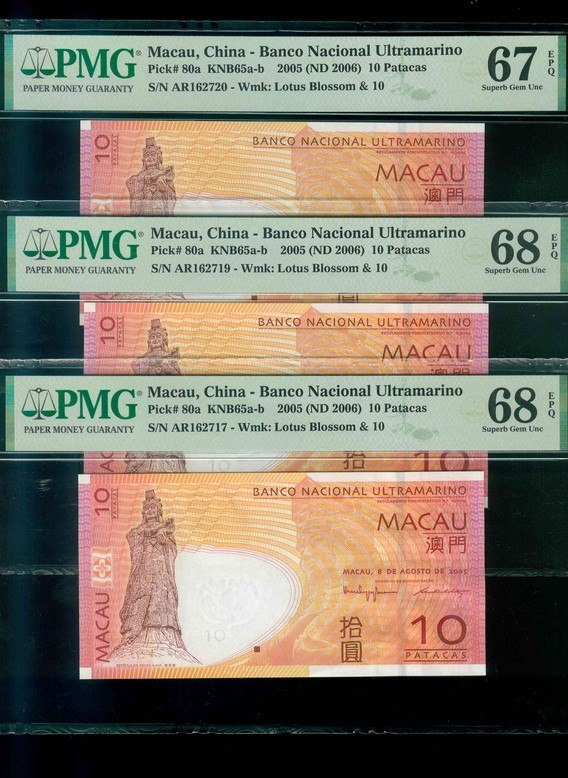 PMG
PAPER MONEY GUARANTY
Macau, China - Banco Nacional Ultramarino
Pick# 80a KNB65a-b 2005 (ND 2006) 10 Patacas
S/N AR162720 - Wmk: Lotus Blossom & 10
67
EPQ
Superb Gem Unc
10
PATACAS
BANCO NACIONAL ULTRAMARINO
MACAU
澳門
PMG
PAPER MONEY GUARANTY
Macau, China - Banco Nacional Ultramarino
Pick# 80a KNB65a-b 2005 (ND 2006) 10 Patacas
S/N AR162719 - Wmk: Lotus Blossom & 10
68
EPQ
Superb Gem Unc
10
PATACAS
BANCO NACIONAL ULTRAMARINO
MACAU
PMG
PAPER MONEY GUARANTY
Macau, China - Banco Nacional Ultramarino
Pick# 80a KNB65a-b 2005 (ND 2006) 10 Patacas
S/N AR162717 - Wmk: Lotus Blossom & 10
68
EPQ
Superb Gem Unc
拾
10
10
PATACAS
BANCO NACIONAL ULTRAMARINO
MACAU
澳門
MACAU, 8 DE AGOSTO DE 2005
MACAU
10
拾圓
10
PATACAS